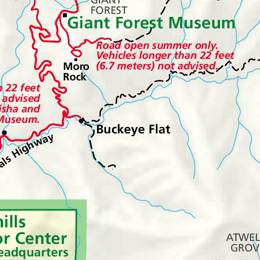 GIANT
FOREST
Giant Forest Museum
Road open summer only.
Vehicles longer than 22 feet
(6.7 meters) not advised.
Moro
Rock
22 feet
advised
isha and
Museum.
Buckeye Flat
als Highway
hills
or Center
eadquarters
ATWEL
GROV